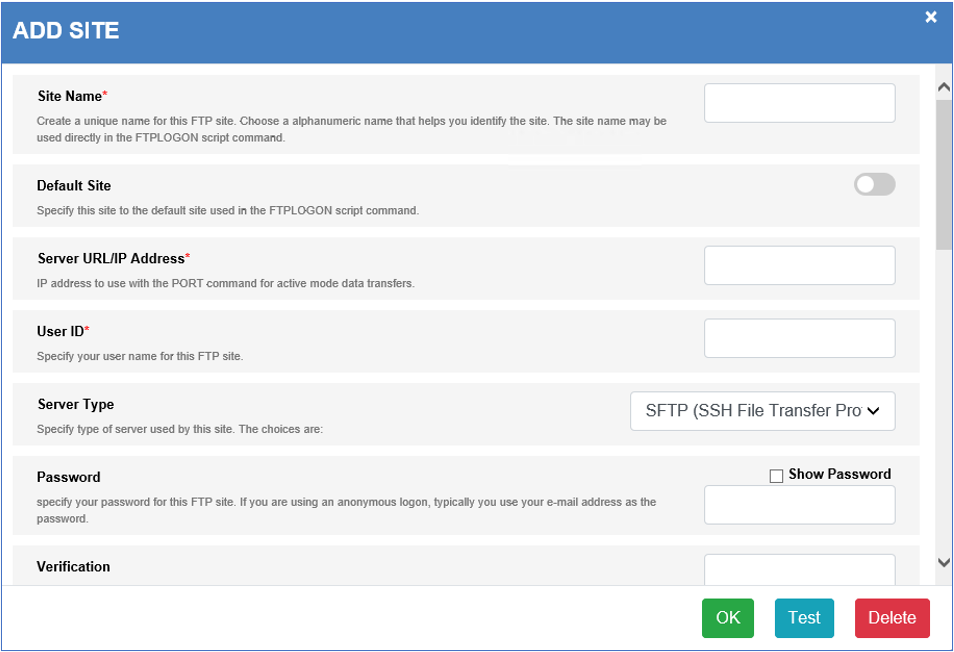 ADD SITE
×
Site Name*
Create a unique name for this FTP site. Choose a alphanumeric name that helps you identify the site. The site name may be
used directly in the FTPLOGON script command.
Default Site
Specify this site to the default site used in the FTPLOGON script command.
Server URL/IP Address*
IP address to use with the PORT command for active mode data transfers.
User ID*
Specify your user name for this FTP site.
Server Type
SFTP (SSH File Transfer Pro
Specify type of server used by this site. The choices are:
Password
Show Password
specify your password for this FTP site. If you are using an anonymous logon, typically you use your e-mail address as the
password.
Verification
OK
Test
Delete